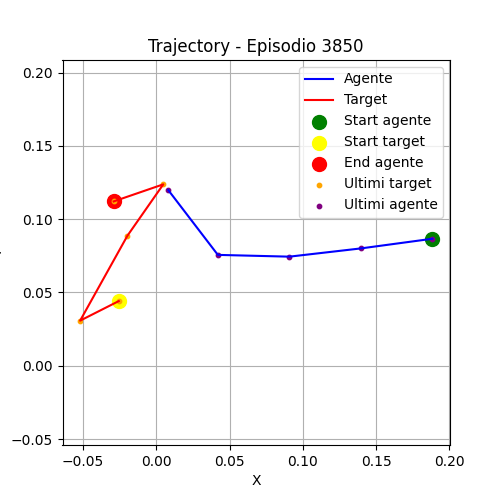 Trajectory - Episodio 3850
0.20
0.15
0.10
0.05
0.00
−0.05
−0.05
0.00
0.05
0.10
0.15
0.20
X
Agente
Target
Start agente
Start target
End agente
Ultimi target
Ultimi agente